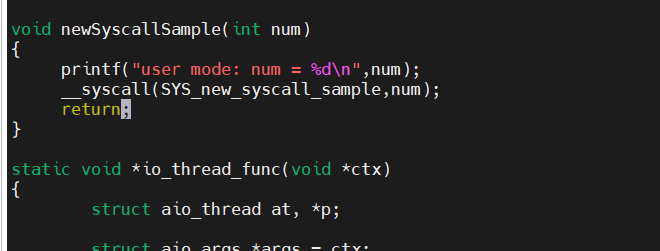 void newSyscallSample(int num)
{
printf("user mode: num = %d\n",num);
__syscall(SYS_new_syscall_sample,num);
return;
}
static void *io_thread_func(void *ctx)
{
struct aio_thread at, *p;
struct aio_args *args = ctx;